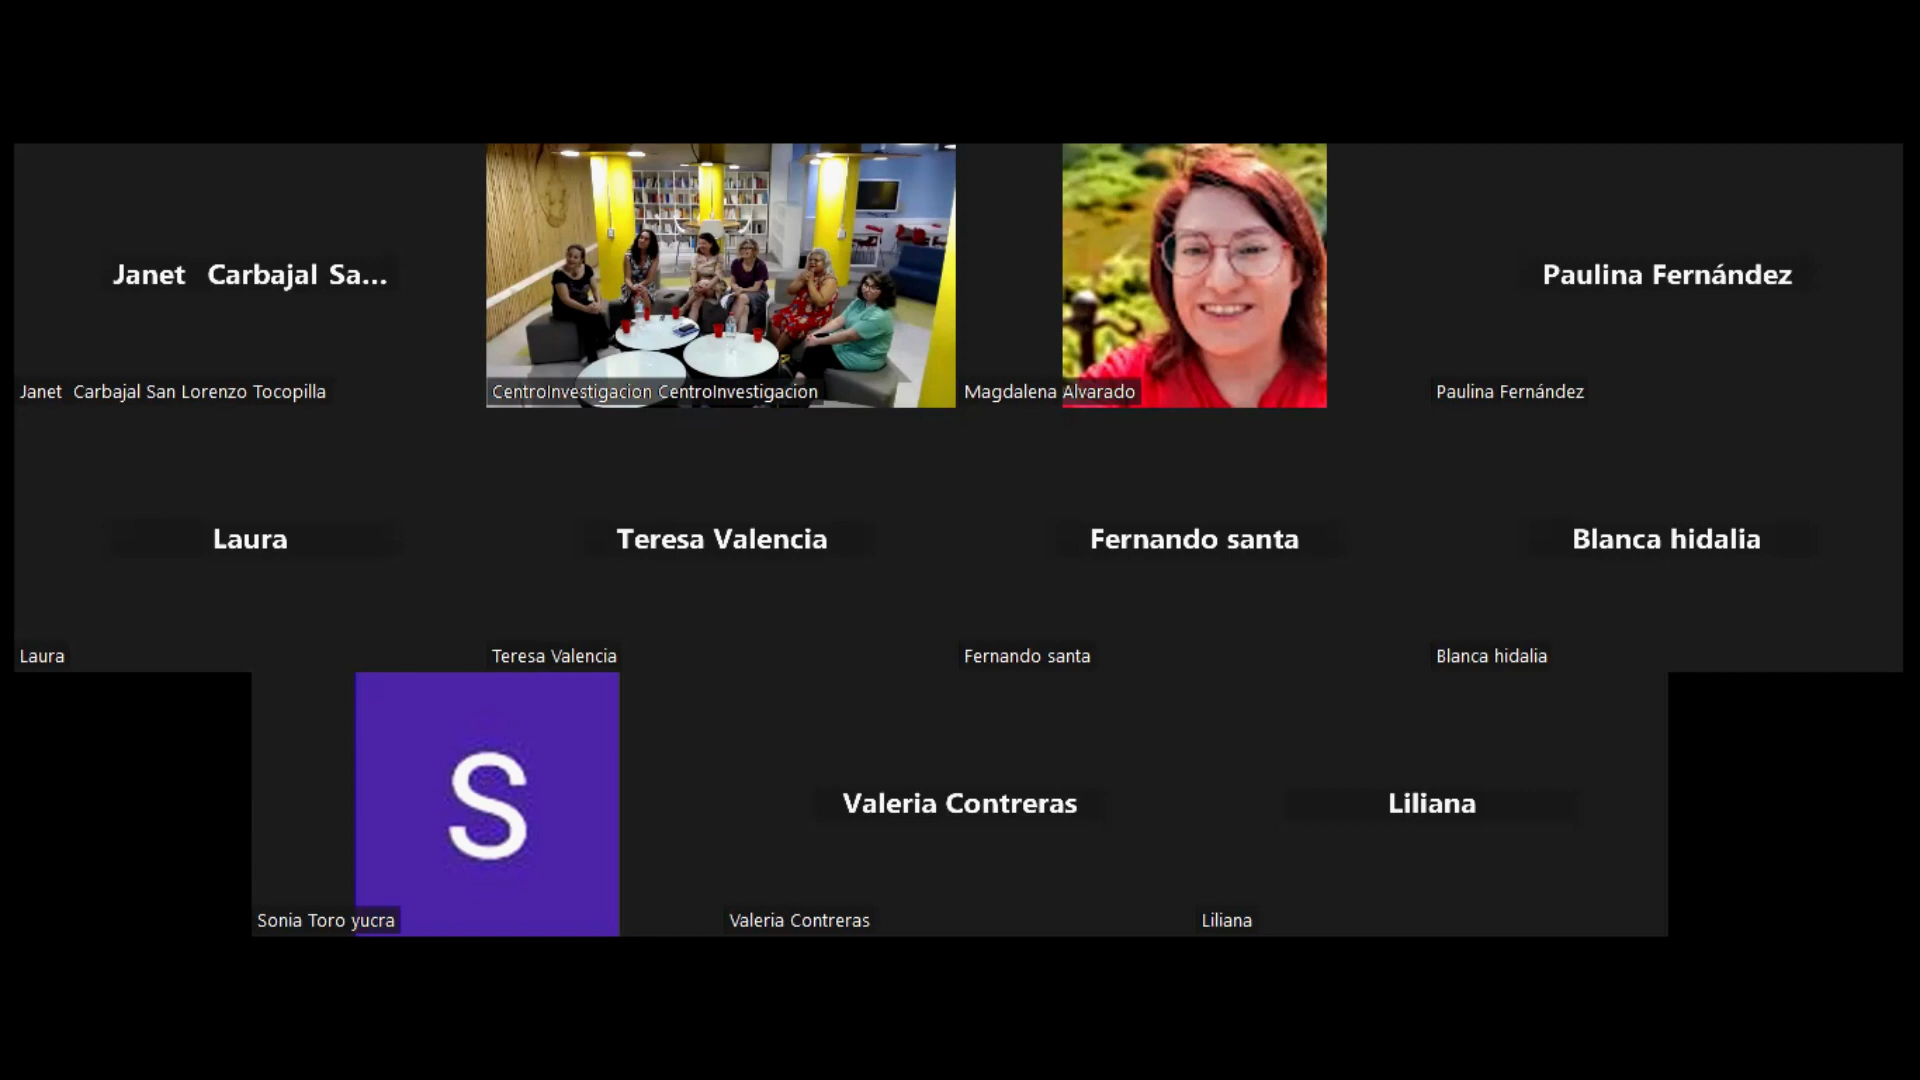 Janet  Carbajal Sa...
Paulina Fernández
Janet  Carbajal San Lorenzo Tocopilla
CentroInvestigacion CentroInvestigacion
Magdalena Alvarado
Paulina Fernández
Laura
Teresa Valencia
Fernando santa
Blanca hidalia
Laura
Teresa Valencia
Fernando santa
Blanca hidalia
S
Valeria Contreras
Liliana
Sonia Toro yucra
Valeria Contreras
Liliana